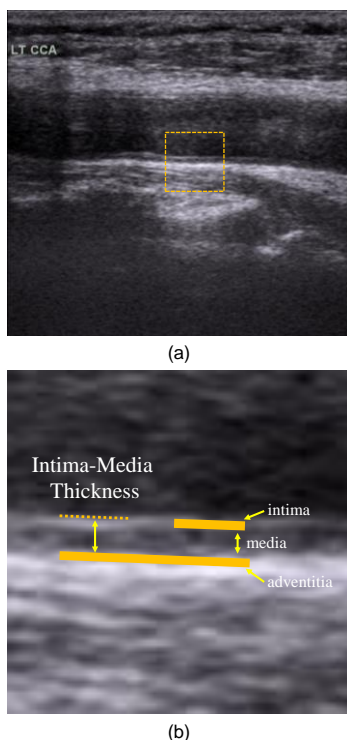 LT CCA
(a)
Intima-Media
Thickness
intima
media
adventitia
(b)